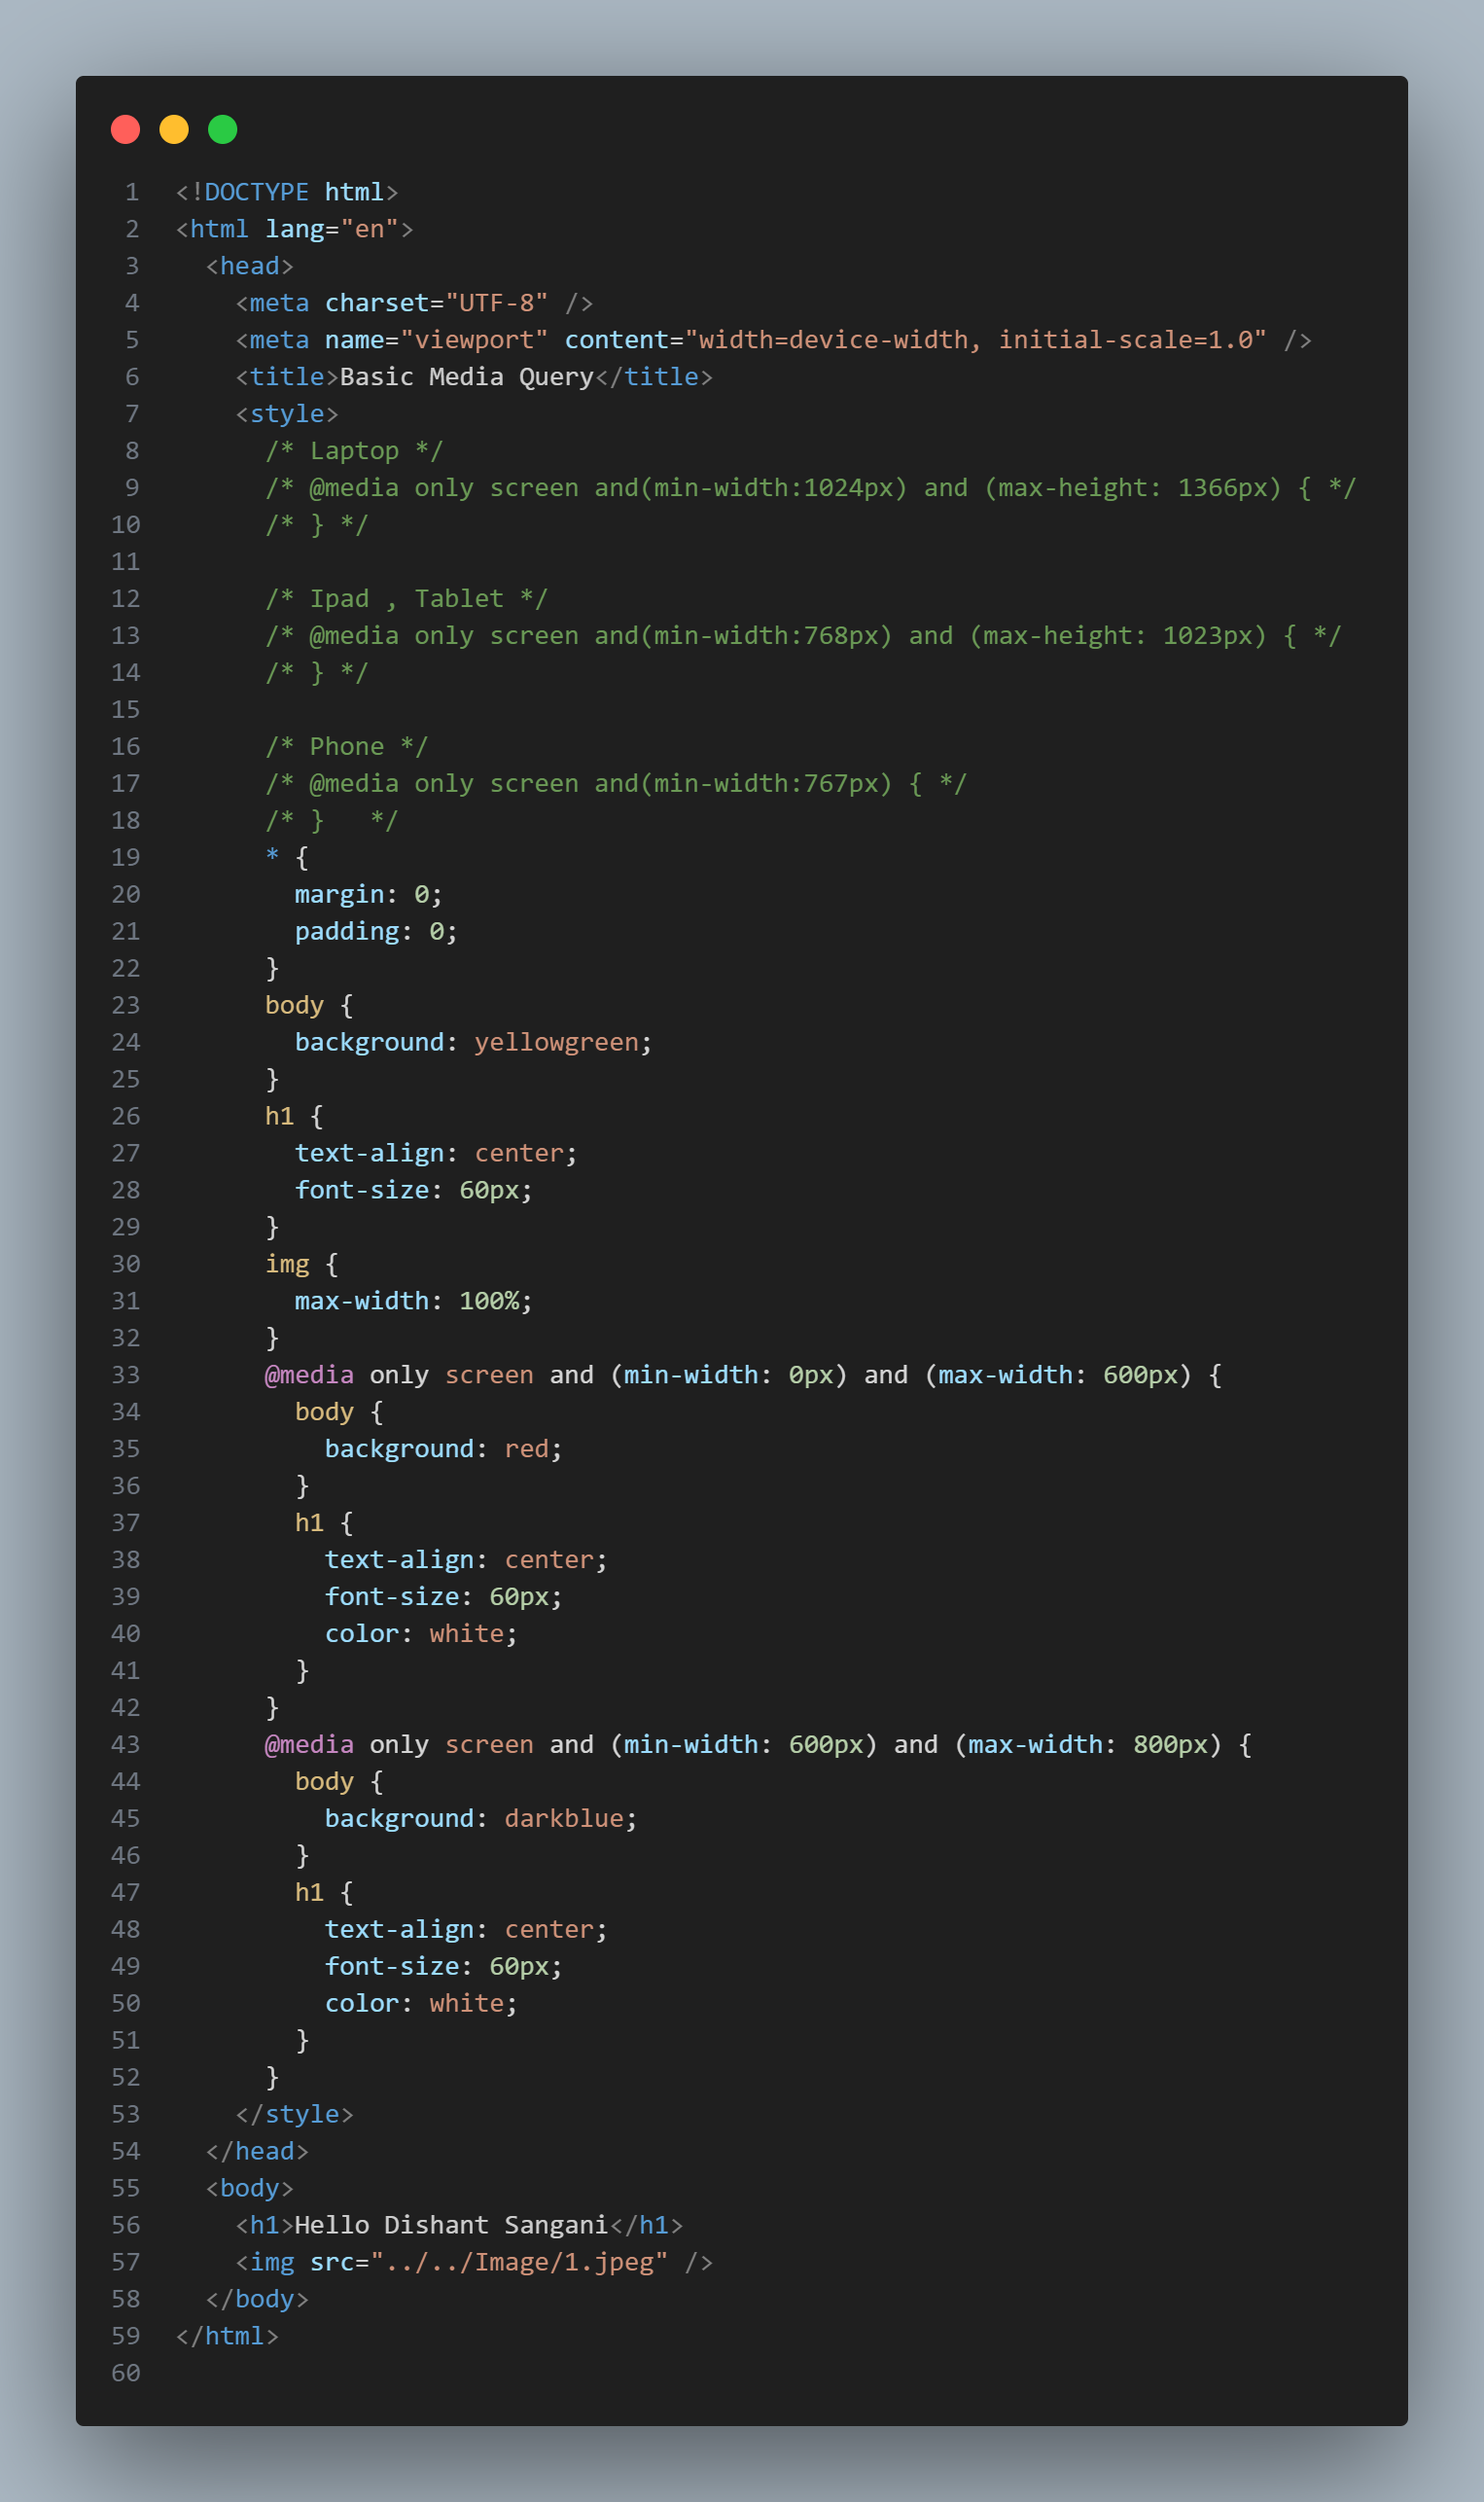 1 <!DOCTYPE html>
2 <html lang="en">
3   <head>
4     <meta charset="UTF-8" />
5     <meta name="viewport" content="width=device-width, initial-scale=1.0" />
6     <title>Basic Media Query</title>
7     <style>
8       /* Laptop */
9       /* @media only screen and(min-width:1024px) and (max-height: 1366px) { */
10       /* } */
11
12       /* Ipad , Tablet */
13       /* @media only screen and(min-width:768px) and (max-height: 1023px) { */
14       /* } */
15
16       /* Phone */
17       /* @media only screen and(min-width:767px) { */
18       /* }   */
19       * {
20         margin: 0;
21         padding: 0;
22       }
23       body {
24         background: yellowgreen;
25       }
26       h1 {
27         text-align: center;
28         font-size: 60px;
29       }
30       img {
31         max-width: 100%;
32       }
33       @media only screen and (min-width: 0px) and (max-width: 600px) {
34         body {
35           background: red;
36         }
37         h1 {
38           text-align: center;
39           font-size: 60px;
40           color: white;
41         }
42       }
43       @media only screen and (min-width: 600px) and (max-width: 800px) {
44         body {
45           background: darkblue;
46         }
47         h1 {
48           text-align: center;
49           font-size: 60px;
50           color: white;
51         }
52       }
53     </style>
54   </head>
55   <body>
56     <h1>Hello Dishant Sangani</h1>
57     <img src="../../Image/1.jpeg" />
58   </body>
59 </html>
60